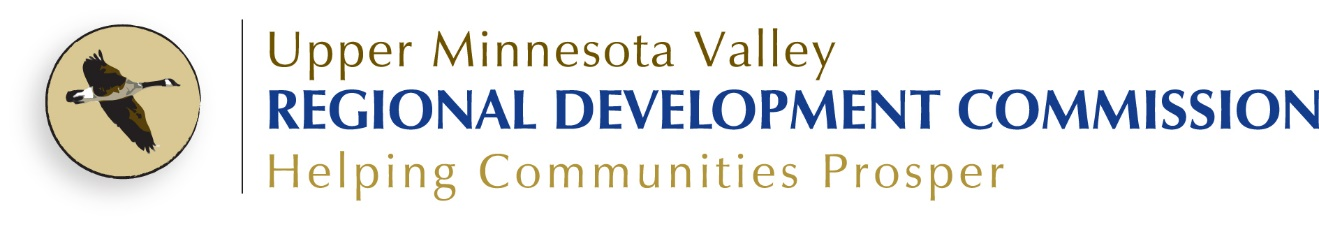 Upper Minnesota Valley
REGIONAL DEVELOPMENT COMMISSION
Helping Communities Prosper